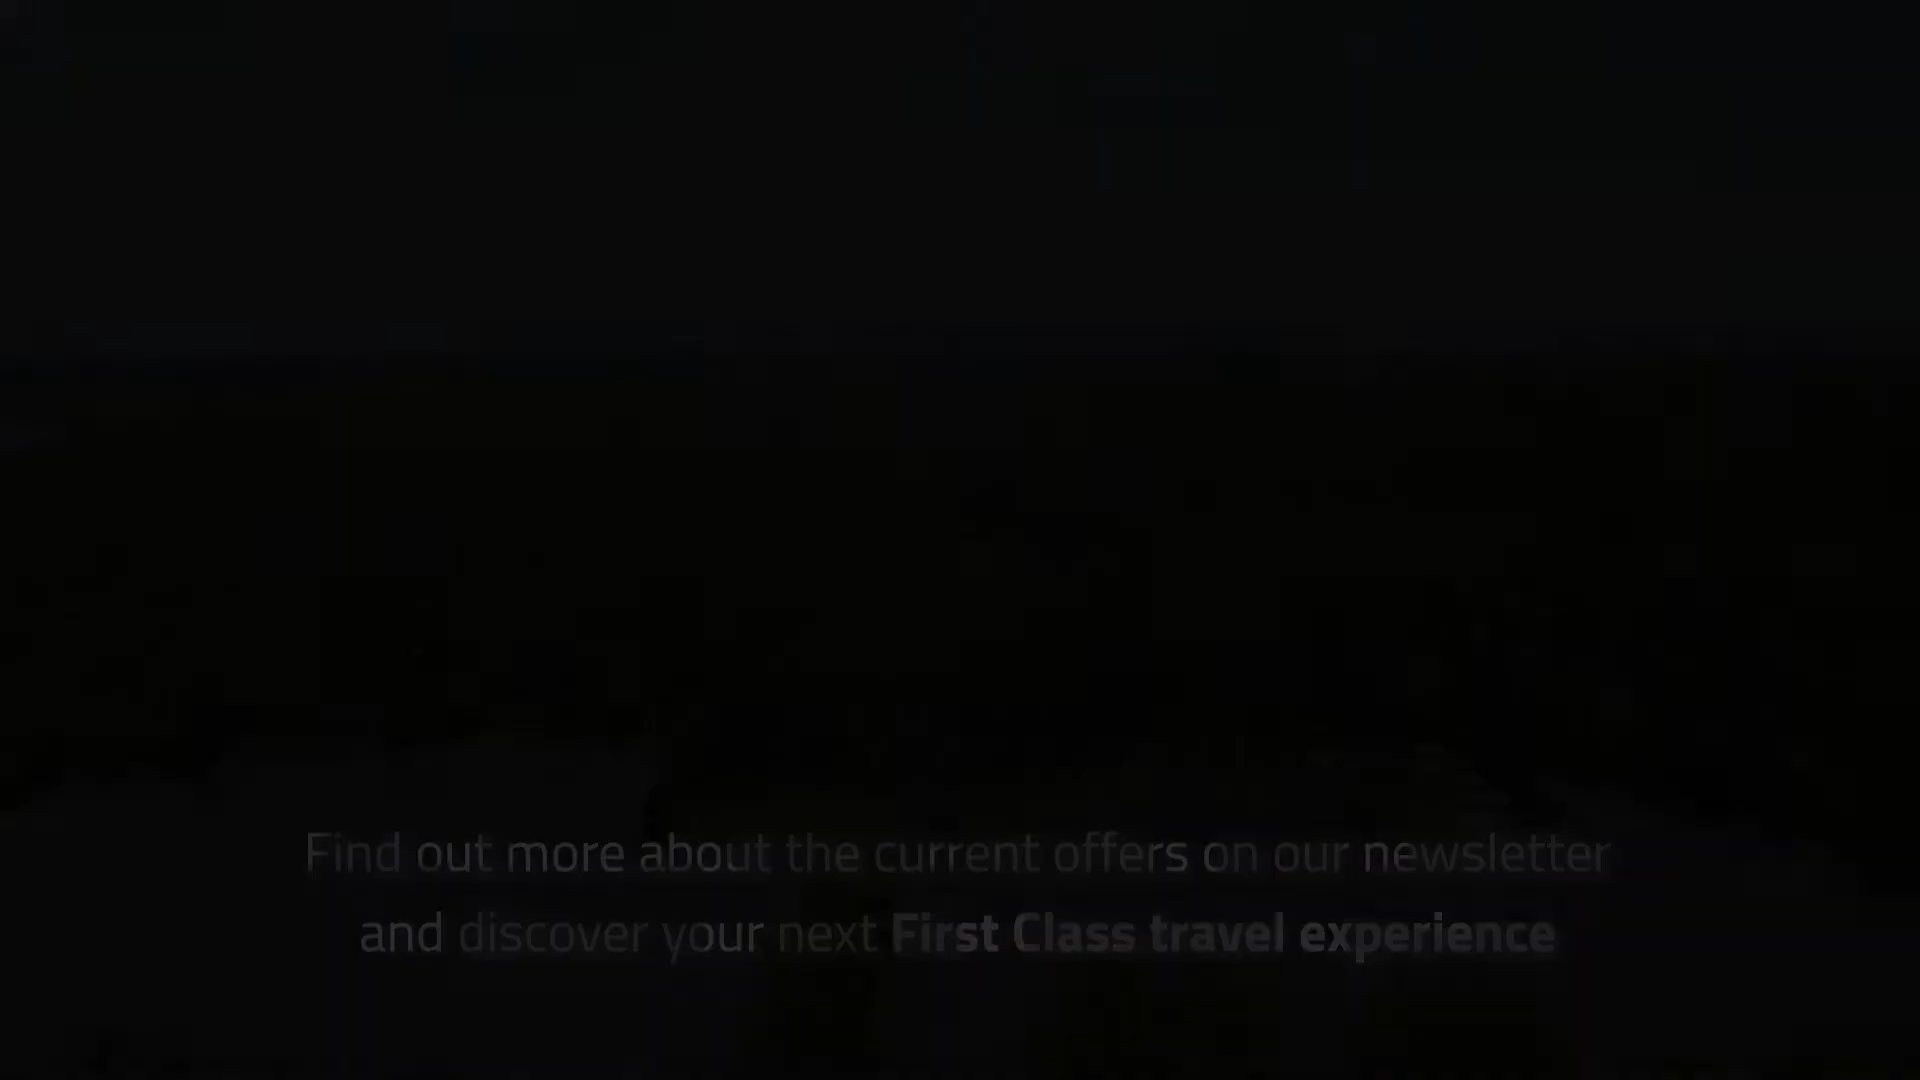 Find out more about the current offers on our newsletter
and discover your next First Class travel experience